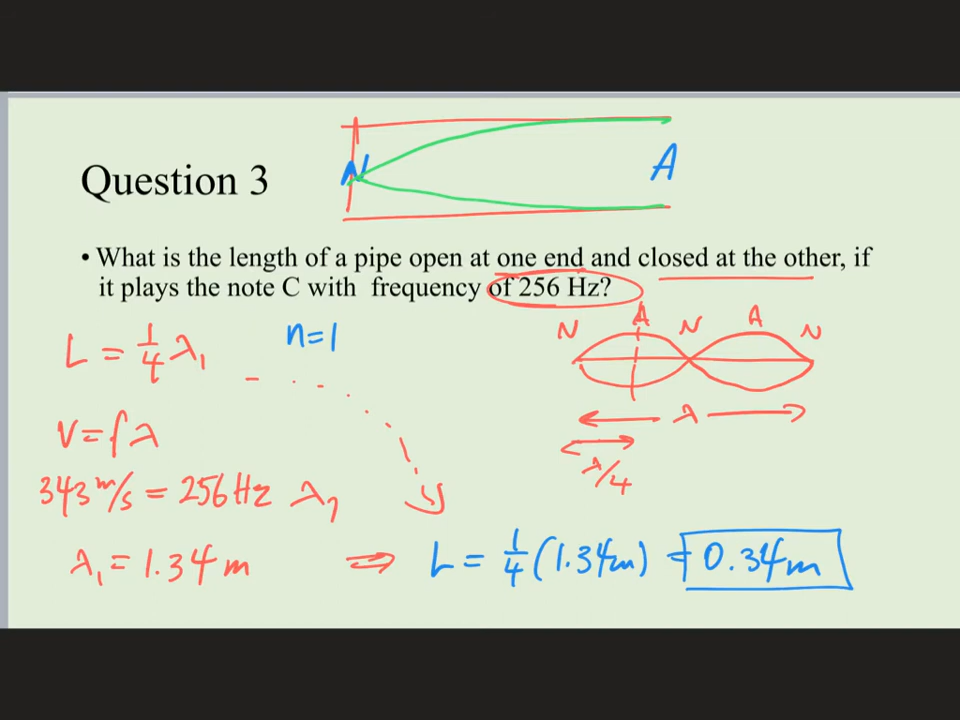 N A
Question 3
• What is the length of a pipe open at one end and closed at the other, if
it plays the note C with frequency of 256 Hz?
N A N A N
L = 1/4 λ₁ n=1
λ
V = fλ
λ/4
343 m/s = 256 Hz λ₁
λ₁ = 1.34 m ⇒ L = 1/4 (1.34m) = 0.34m